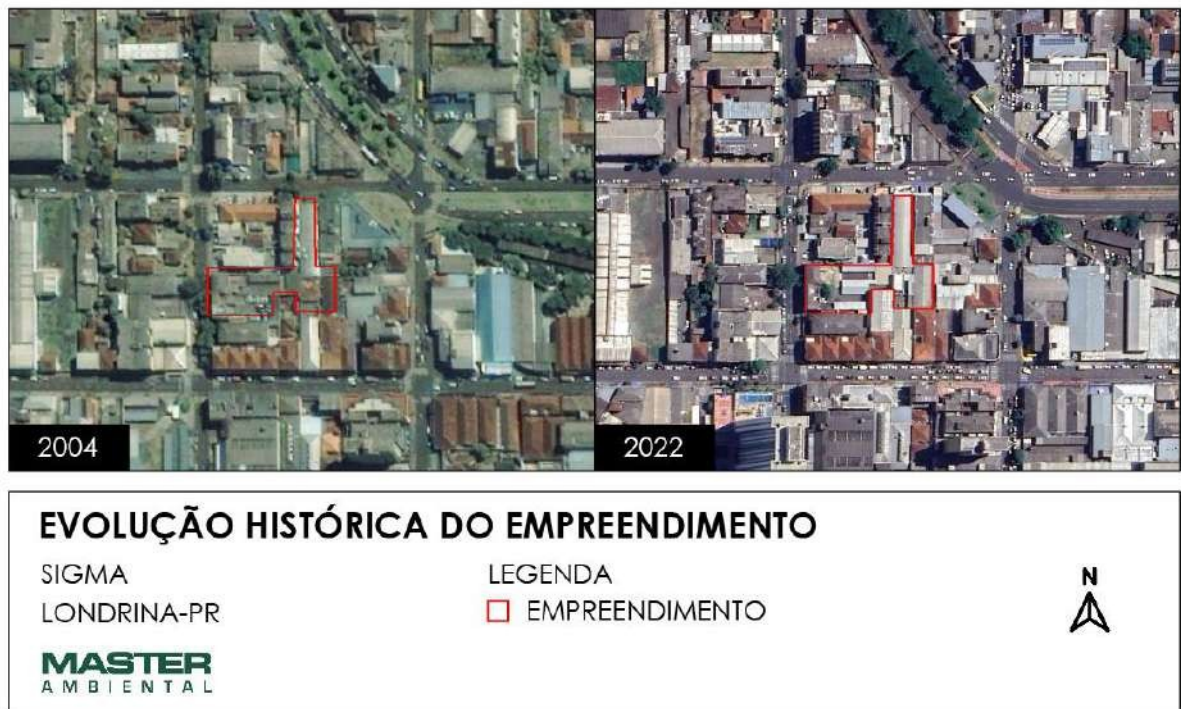 2004
2022
EVOLUÇÃO HISTÓRICA DO EMPREENDIMENTO
SIGMA
LONDRINA-PR
LEGENDA
EMPREENDIMENTO
N
MASTER
AMBIENTAL